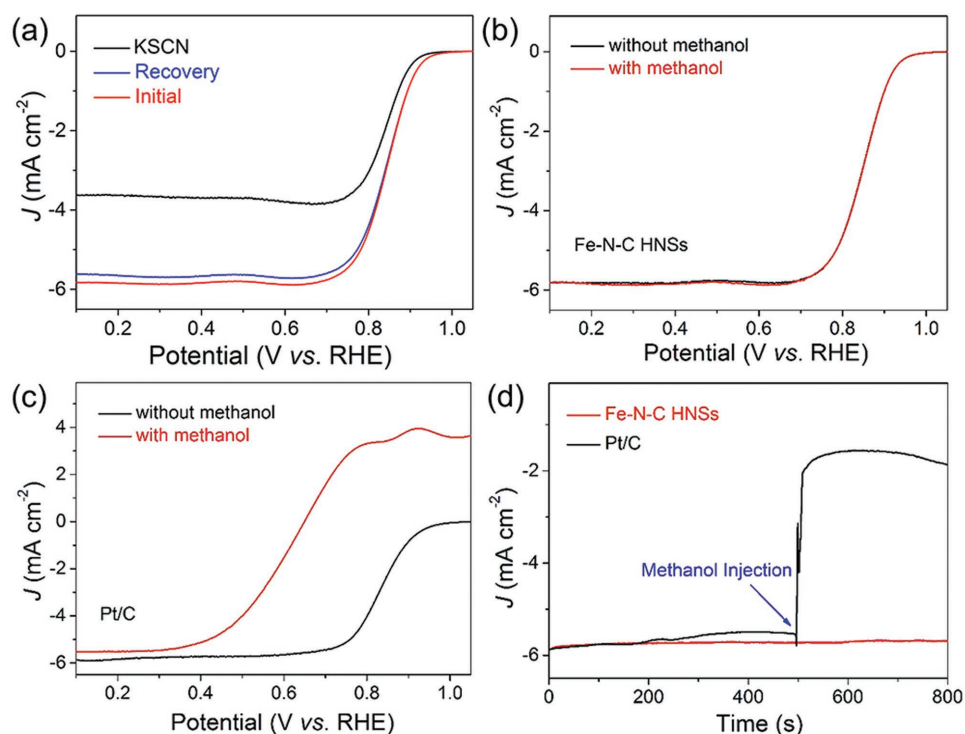 (a)
KSCN
Recovery
Initial
J (mA cm⁻²)
0
-2
-4
-6
0.2 0.4 0.6 0.8 1.0
Potential (V vs. RHE)
(b)
without methanol
with methanol
Fe-N-C HNSs
J (mA cm⁻²)
0
-2
-4
-6
0.2 0.4 0.6 0.8 1.0
Potential (V vs. RHE)
(c)
without methanol
with methanol
Pt/C
J (mA cm⁻²)
4
2
0
-2
-4
-6
0.2 0.4 0.6 0.8 1.0
Potential (V vs. RHE)
(d)
Fe-N-C HNSs
Pt/C
Methanol Injection
J (mA cm⁻²)
-2
-4
-6
0 200 400 600 800
Time (s)